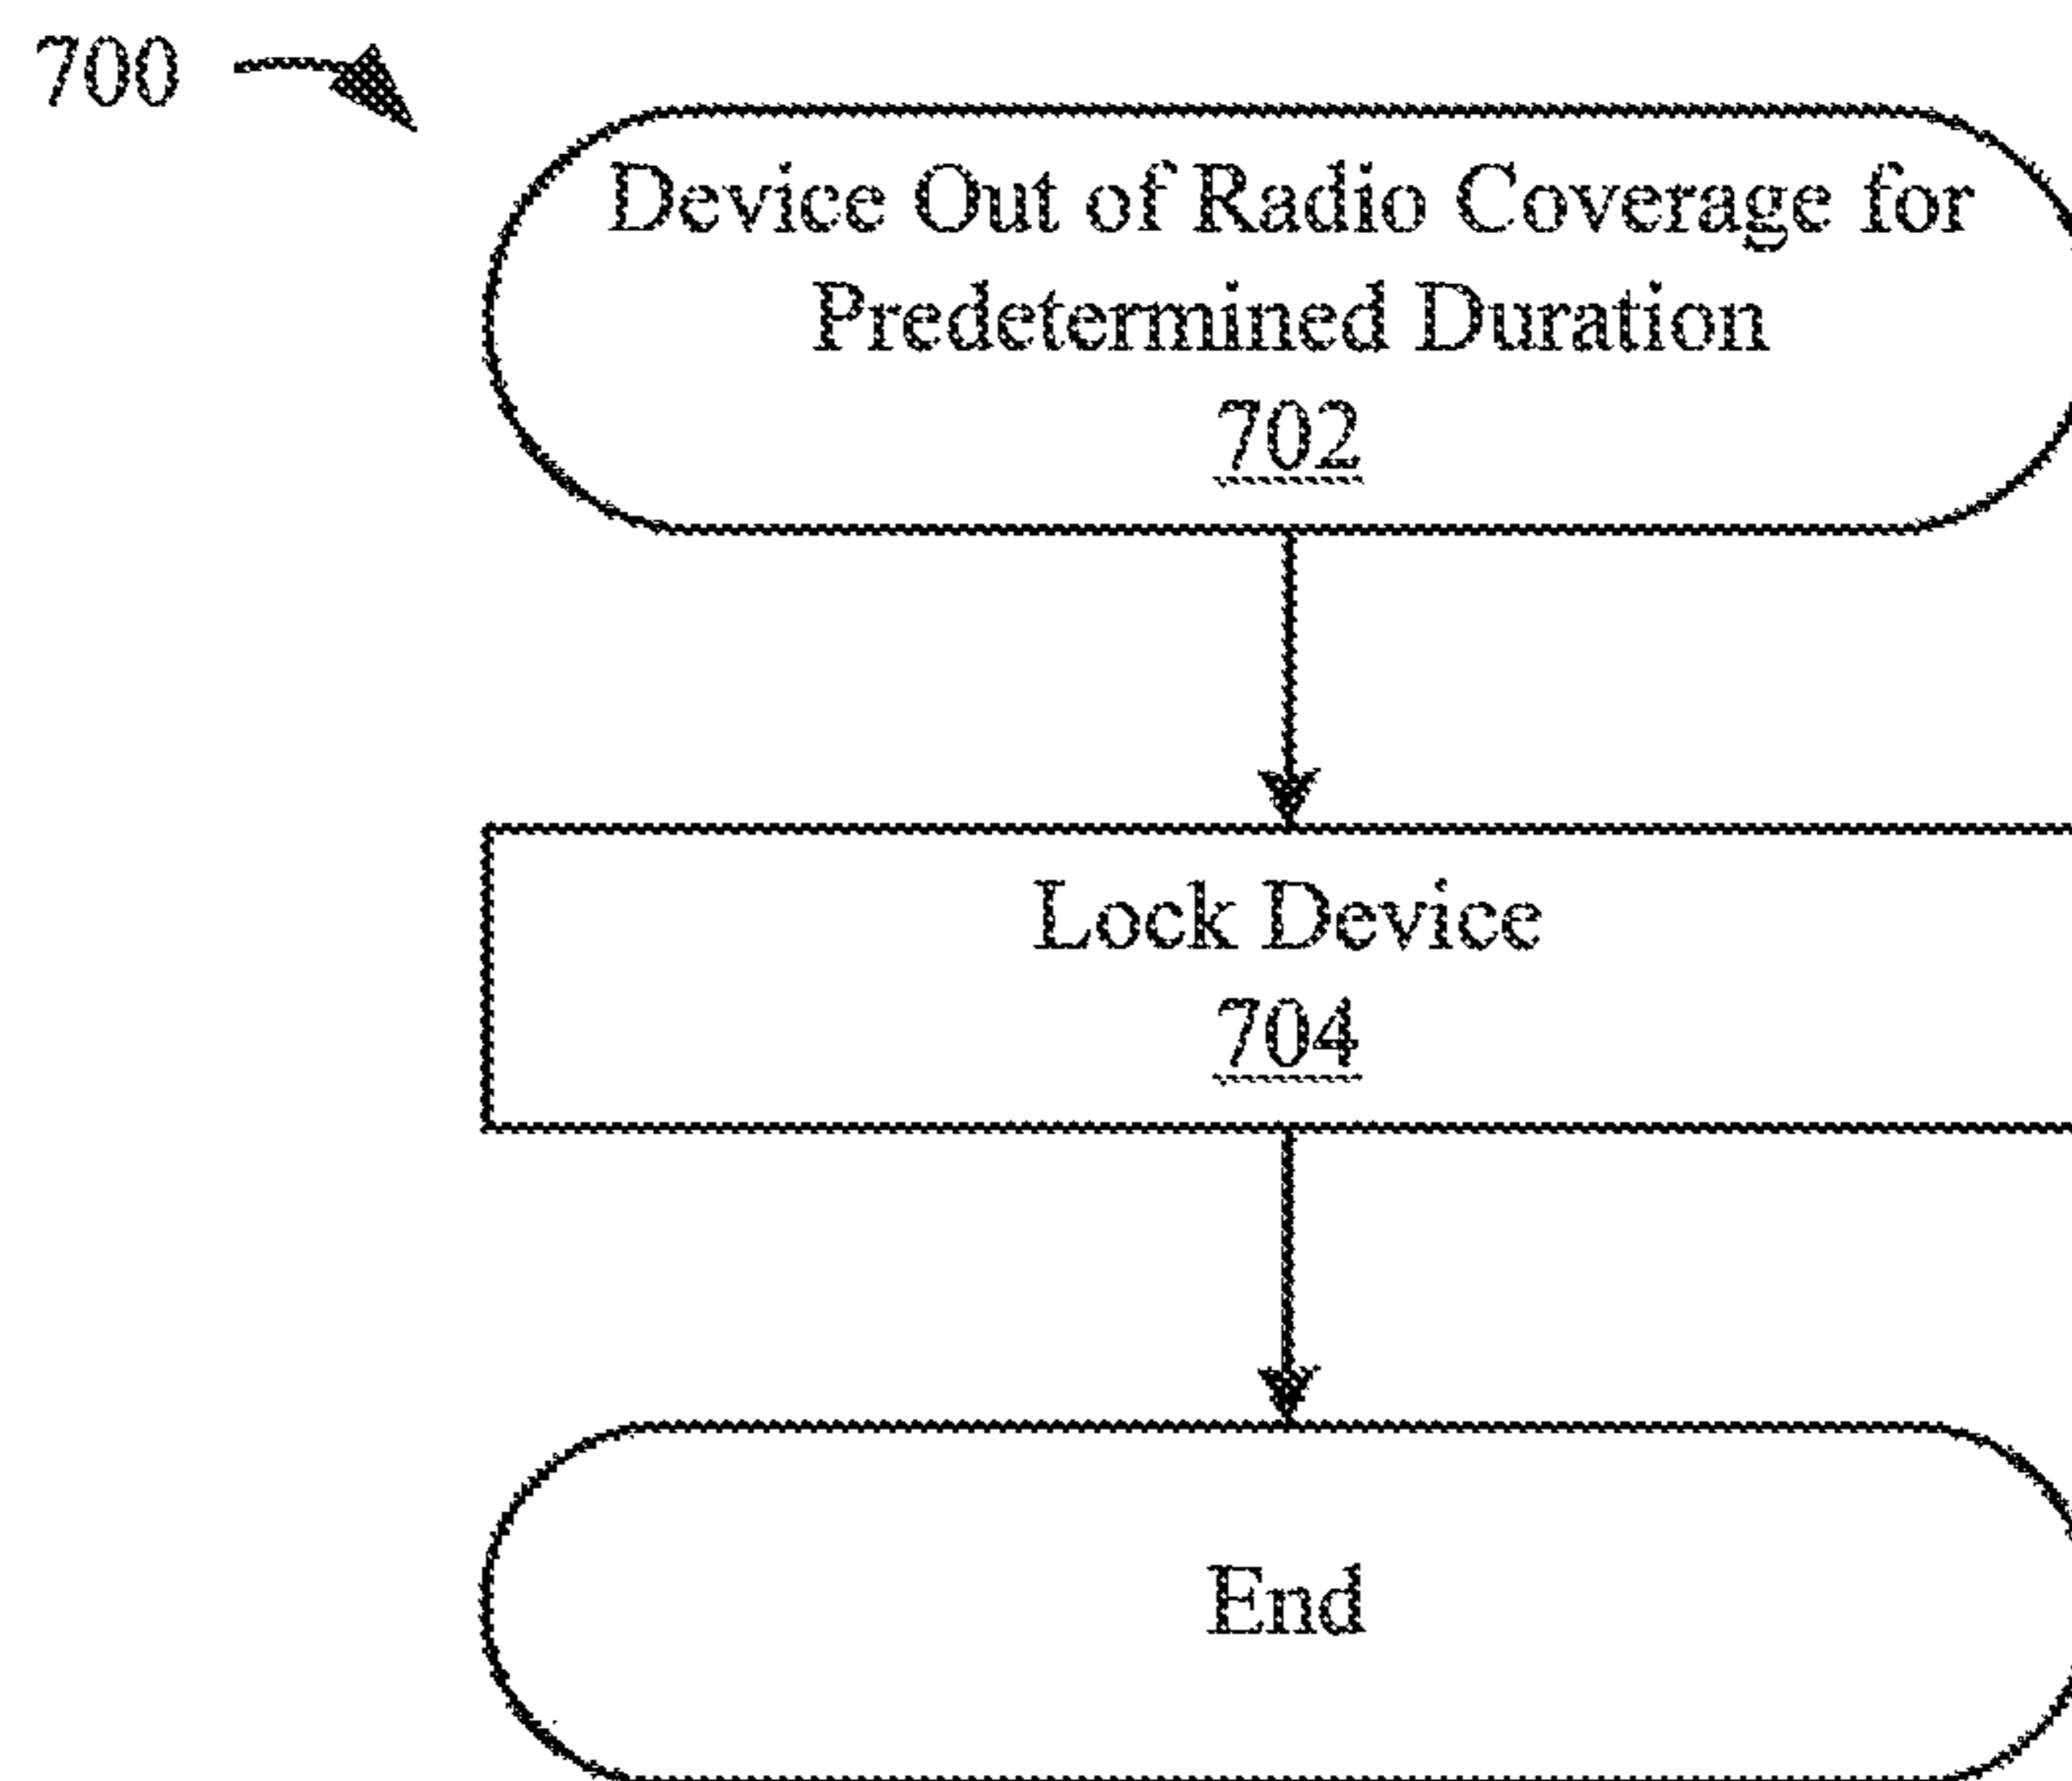 700
Device Out of Radio Coverage for
Predetermined Duration
702
Lock Device
704
End